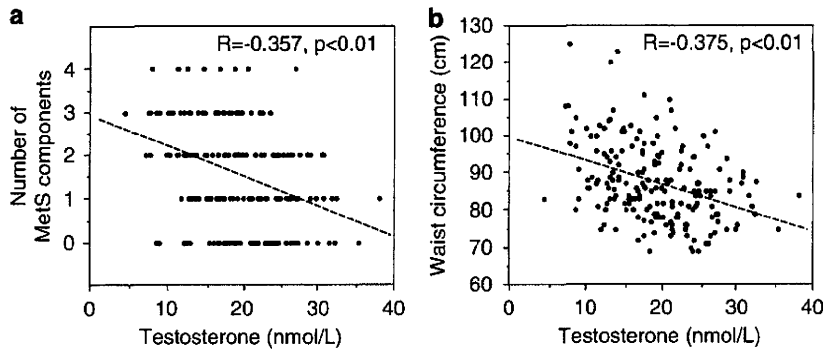 a
R=-0.357, p<0.01
Number of
MetS components
4
3
2
1
0
0 10 20 30 40
Testosterone (nmol/L)
b
R=-0.375, p<0.01
Waist circumference (cm)
130
120
110
100
90
80
70
60
0 10 20 30 40
Testosterone (nmol/L)